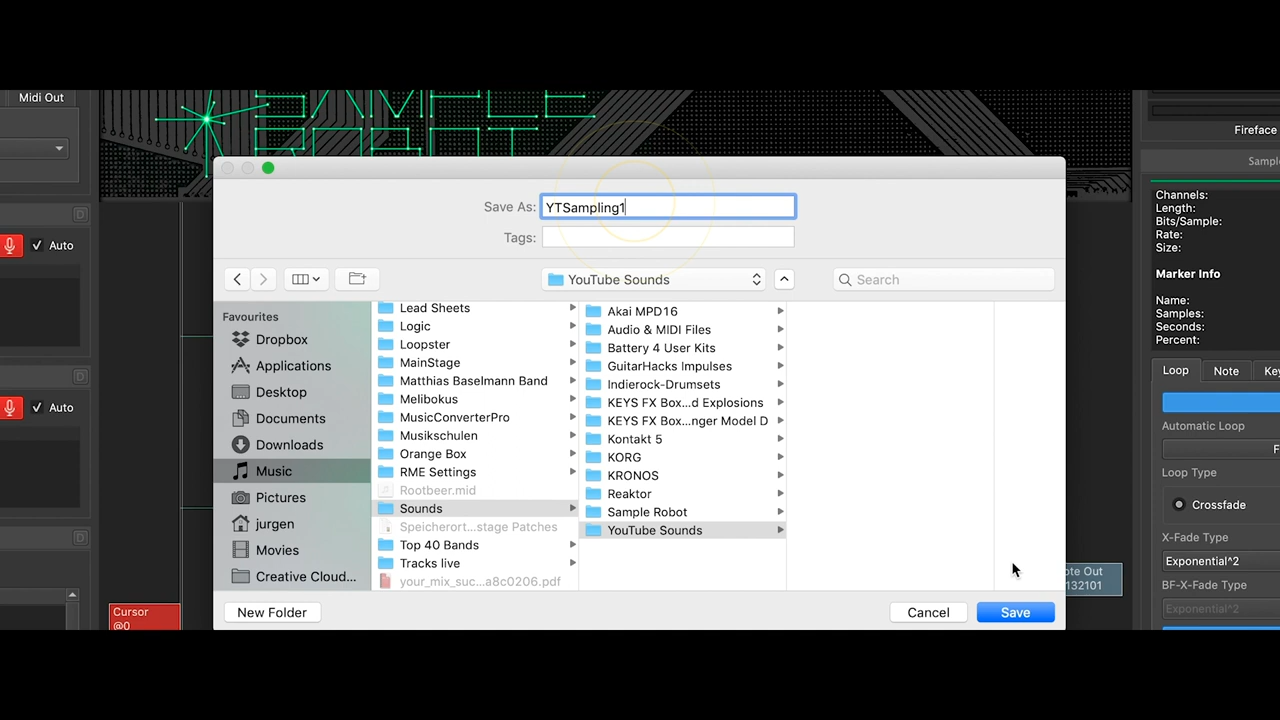 Midi Out
SAMPLE
ROBOT
Fireface
Channels:
Length:
Bits/Sample:
Rate:
Size:
Marker Info
Name:
Samples:
Seconds:
Percent:
Auto
Auto
Save As: YTSampling1
Tags:
YouTube Sounds
Search
Favourites
Dropbox
Applications
Desktop
Documents
Downloads
Music
Pictures
jurgen
Movies
Creative Cloud...
Lead Sheets
Logic
Loopster
MainStage
Matthias Baselmann Band
Melibokus
MusicConverterPro
Musikschulen
Orange Box
RME Settings
Rootbeer.mid
Sounds
Speicherort...stage Patches
Top 40 Bands
Tracks live
your_mix_suc...a8c0206.pdf
Akai MPD16
Audio & MIDI Files
Battery 4 User Kits
GuitarHacks Impulses
Indierock-Drumsets
KEYS FX Box...d Explosions
KEYS FX Box...nger Model D
Kontakt 5
KORG
KRONOS
Reaktor
Sample Robot
YouTube Sounds
New Folder
Cancel
Save
Loop Note
Automatic Loop
Loop Type
Crossfade
X-Fade Type
Exponential^2
BF-X-Fade Type
Exponential^2
Cursor
@0
132101